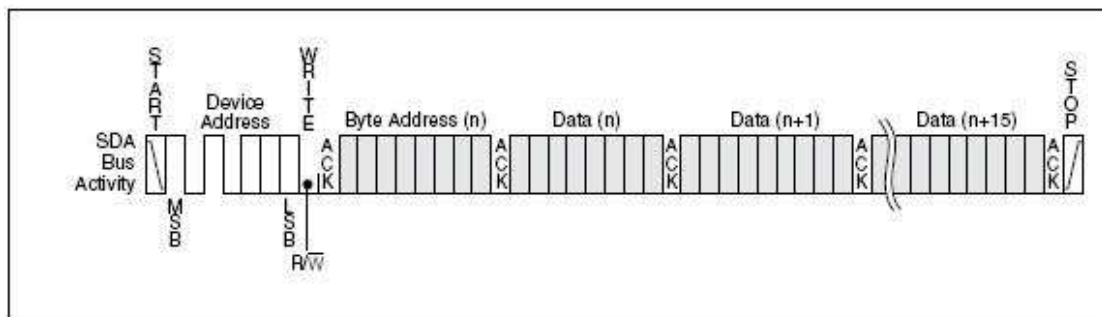 START
WRITE
STOP
Device
Address
Byte Address (n)
Data (n)
Data (n+1)
Data (n+15)
SDA
Bus
Activity
ACK
ACK
ACK
ACK
ACK
MSB
LSB
R/W̅